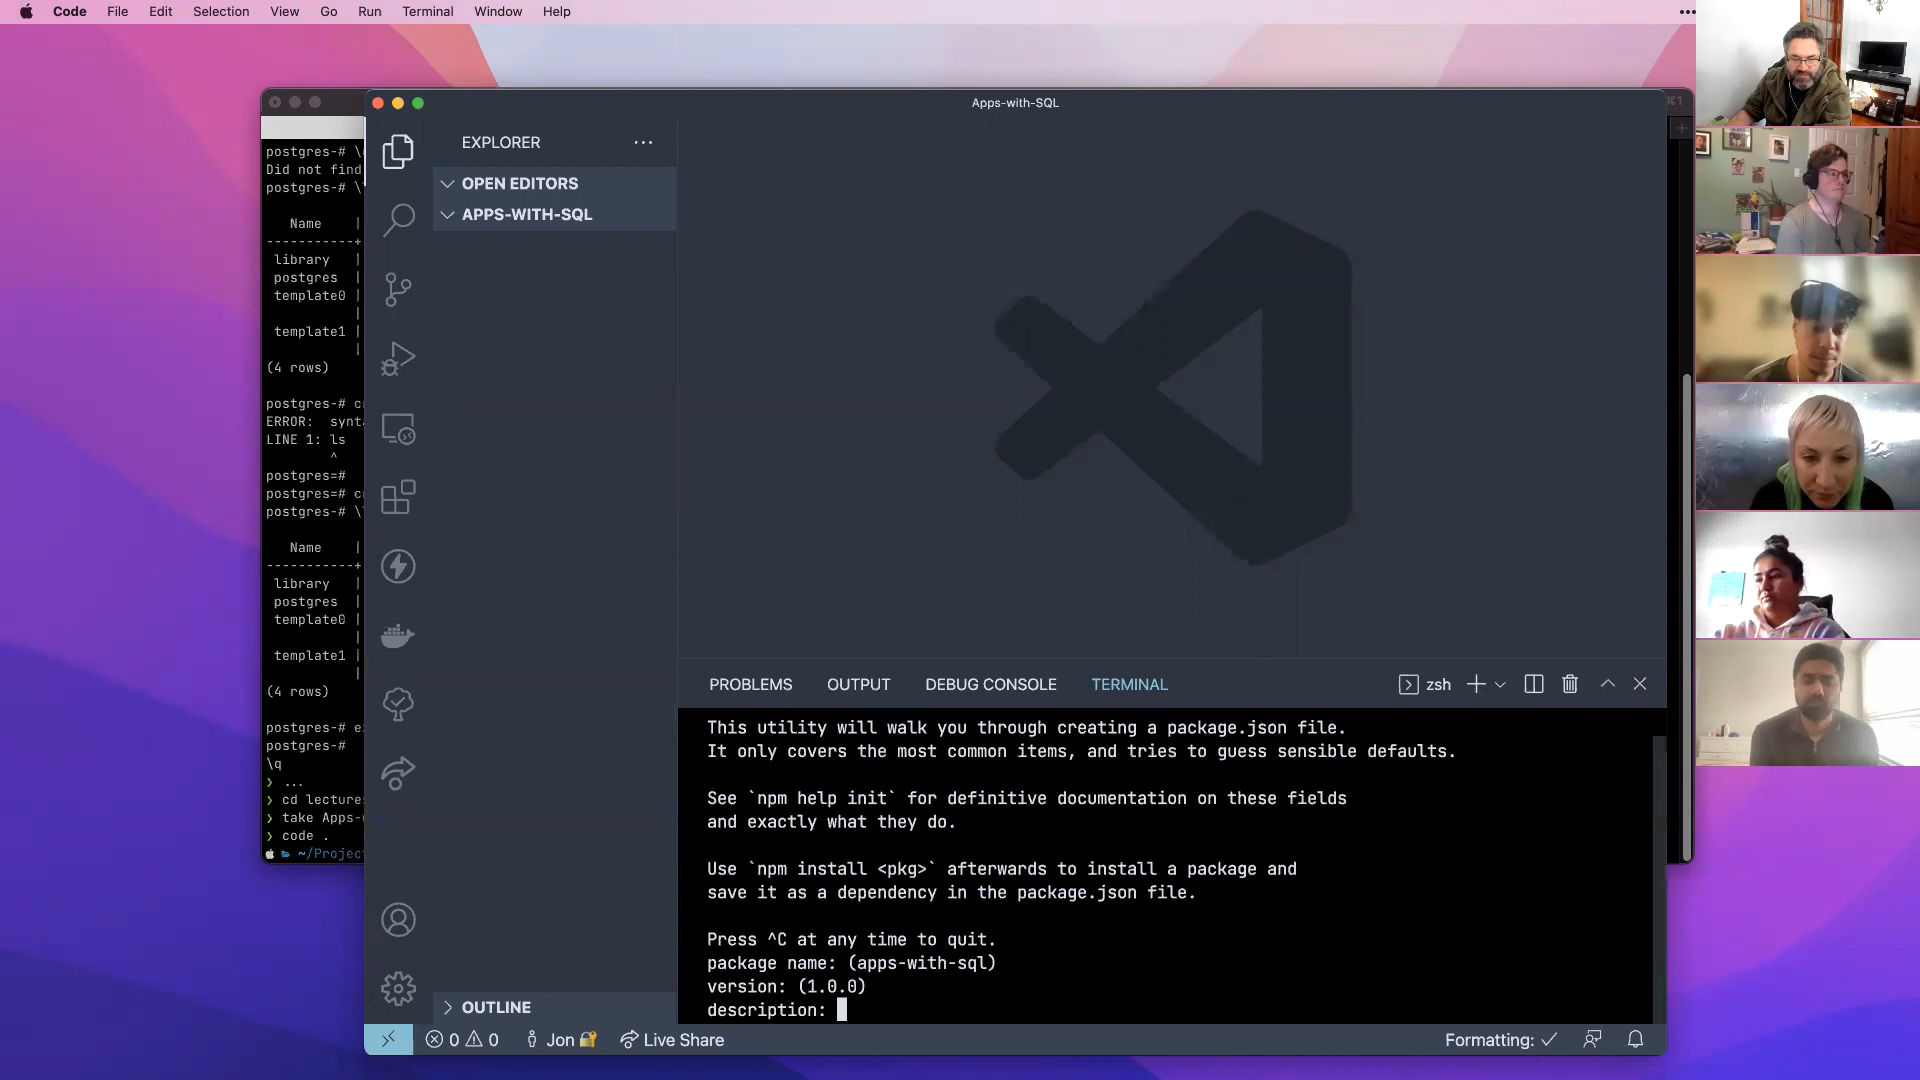 Code File Edit Selection View Go Run Terminal Window Help
Apps-with-SQL
⌘1
postgres-# \
Did not find
postgres-# \
Name |
-----------+
library |
postgres |
template0 |
|
template1 |
|
(4 rows)
postgres-# c
ERROR: synt
LINE 1: ls
^
postgres=#
postgres=# c
postgres-# \
Name |
-----------+
library |
postgres |
template0 |
|
template1 |
|
(4 rows)
postgres-# e
postgres-#
\q
❯ ...
❯ cd lecture
❯ take Apps-
❯ code .
~/Projec
EXPLORER
OPEN EDITORS
APPS-WITH-SQL
OUTLINE
PROBLEMS OUTPUT DEBUG CONSOLE TERMINAL zsh
This utility will walk you through creating a package.json file.
It only covers the most common items, and tries to guess sensible defaults.
See `npm help init` for definitive documentation on these fields
and exactly what they do.
Use `npm install <pkg>` afterwards to install a package and
save it as a dependency in the package.json file.
Press ^C at any time to quit.
package name: (apps-with-sql)
version: (1.0.0)
description:
0 0 Jon Live Share Formatting: ✓